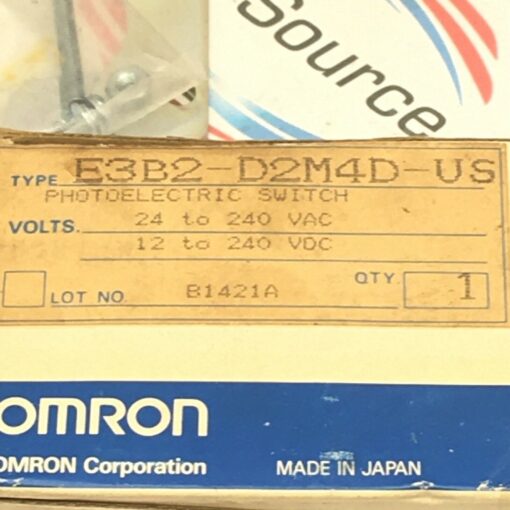 Source
TYPE E3B2-D2M4D-US
PHOTOELECTRIC SWITCH
VOLTS. 24 to 240 VAC
12 to 240 VDC
LOT NO. B1421A QTY. 1
OMRON
OMRON Corporation MADE IN JAPAN